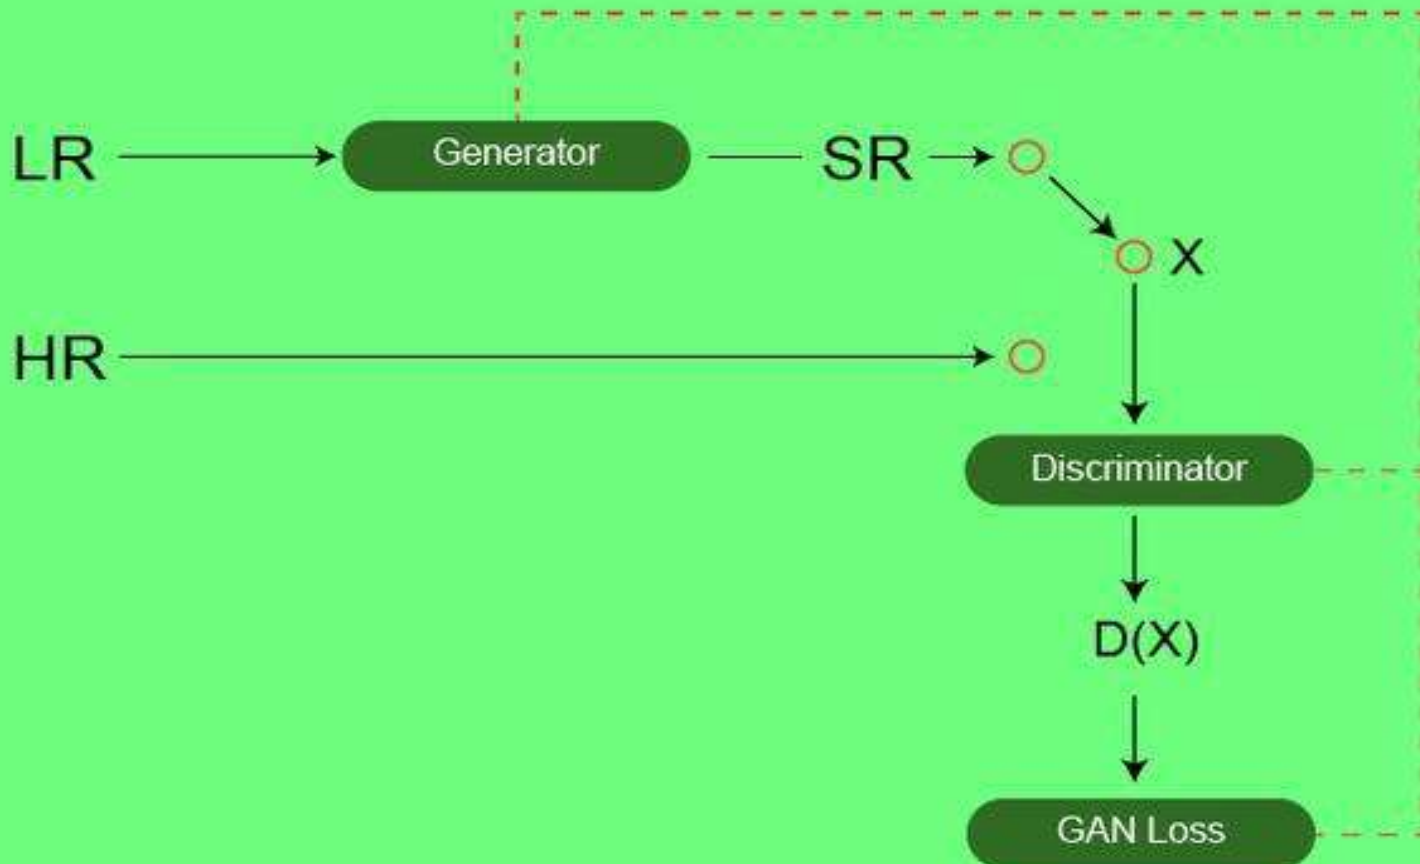 LR
Generator
SR
X
HR
Discriminator
D(X)
GAN Loss